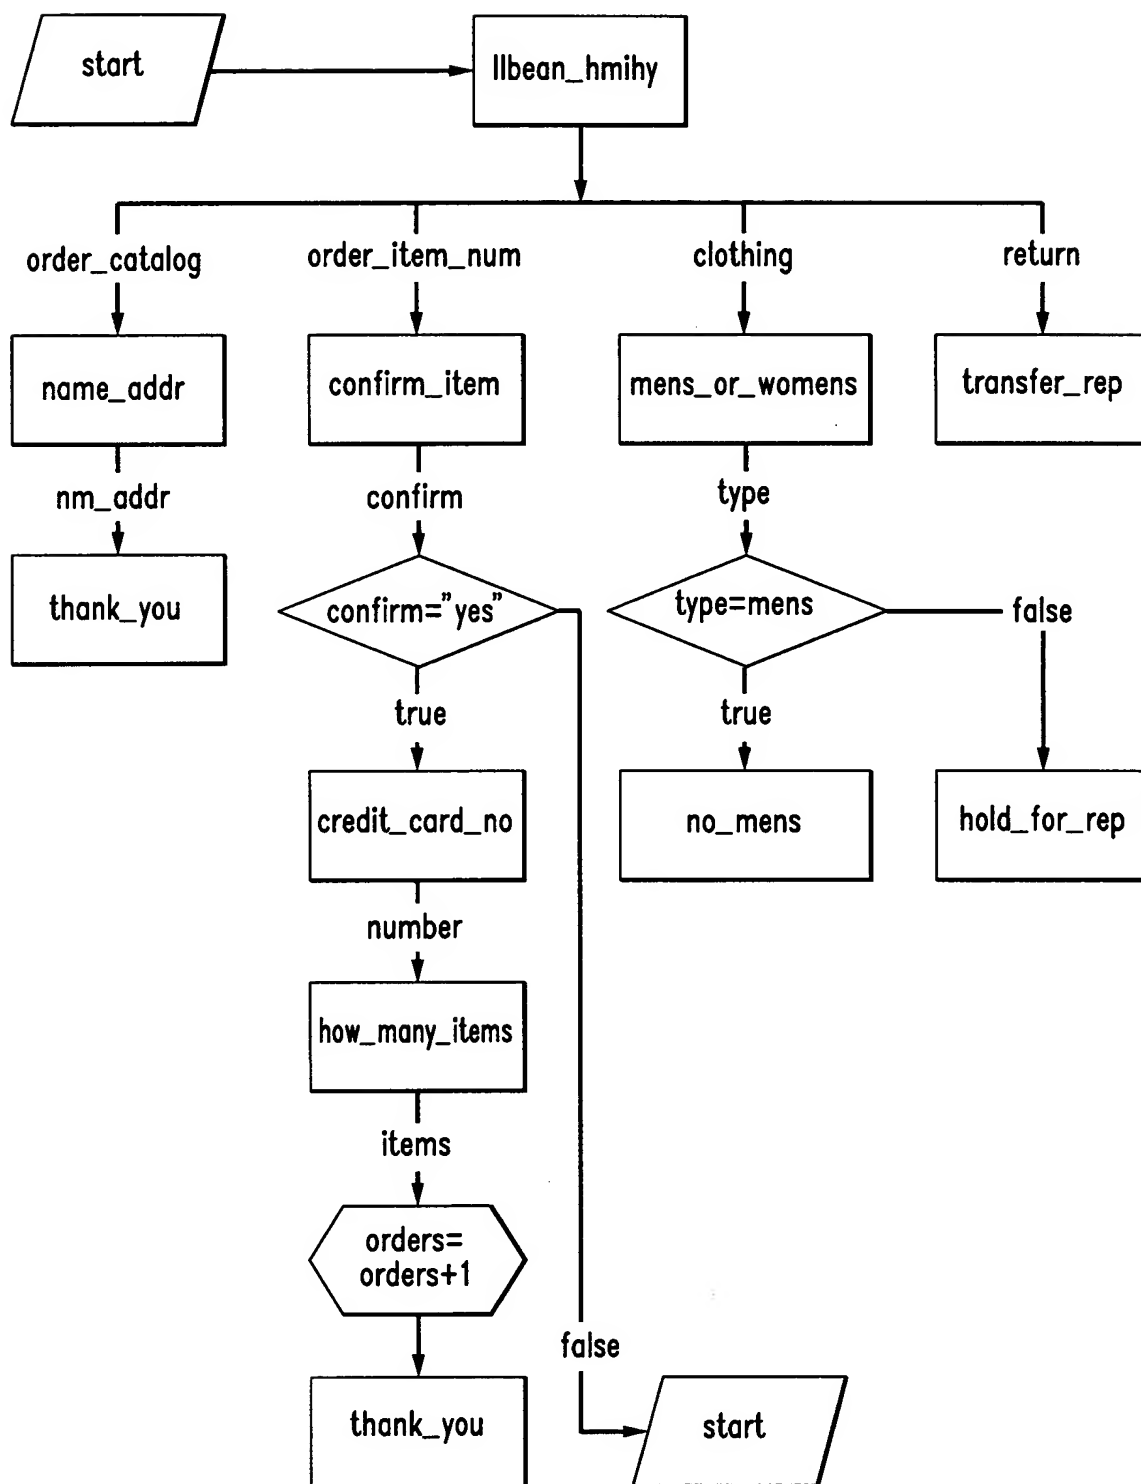 start
llbean_hmihy
order_catalog
order_item_num
clothing
return
name_addr
confirm_item
mens_or_womens
transfer_rep
nm_addr
confirm
type
thank_you
confirm="yes"
type=mens
false
true
true
credit_card_no
no_mens
hold_for_rep
number
how_many_items
items
orders=
orders+1
false
thank_you
start